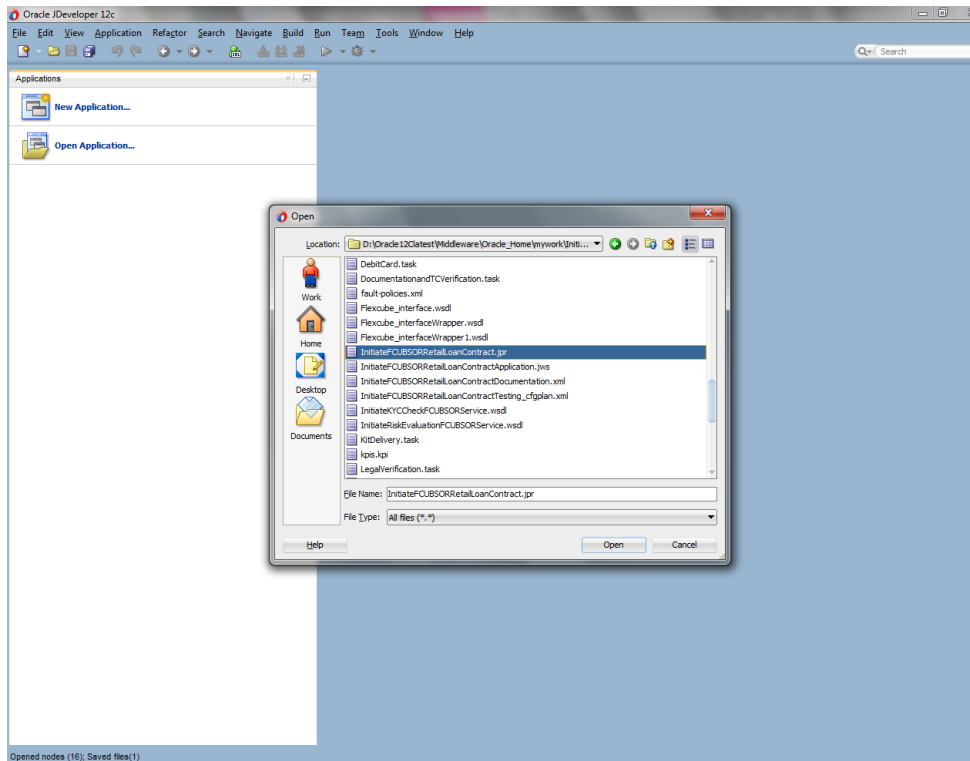 Oracle JDeveloper 12c
File Edit View Application Refactor Search Navigate Build Run Team Tools Window Help
Search
Applications
New Application...
Open Application...
Open
Location: D:\Oracle12Clatest\Middleware\Oracle_Home\mywork\Initi...
Work
Home
Desktop
Documents
DebitCard.task
DocumentationandTCVerification.task
fault-policies.xml
Flexcube_interface.wsdl
Flexcube_interfaceWrapper.wsdl
Flexcube_interfaceWrapper1.wsdl
InitiateFCUBSORRetailLoanContract.jpr
InitiateFCUBSORRetailLoanContractApplication.jws
InitiateFCUBSORRetailLoanContractDocumentation.xml
InitiateFCUBSORRetailLoanContractTesting_cfgplan.xml
InitiateKYCCheckFCUBSORService.wsdl
InitiateRiskEvaluationFCUBSORService.wsdl
KitDelivery.task
kpis.kpi
LegalVerification.task
File Name: InitiateFCUBSORRetailLoanContract.jpr
File Type: All files (*.*)
Help Open Cancel
Opened nodes (16); Saved files(1)